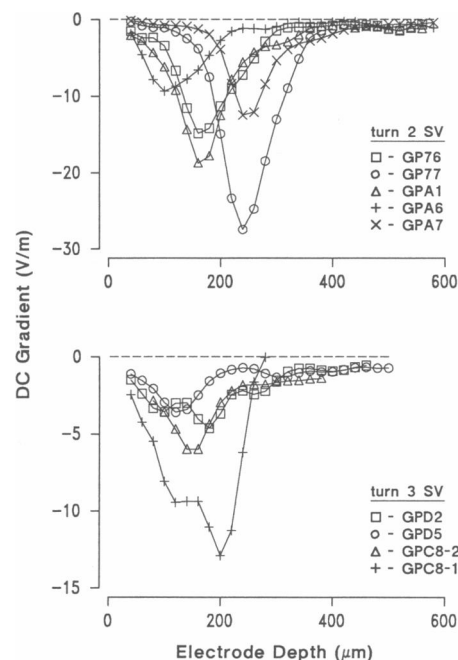 0
-10
-20
-30
0
200
400
600
turn 2 SV
□ - GP76
○ - GP77
△ - GPA1
+ - GPA6
× - GPA7
DC Gradient (V/m)
0
-5
-10
-15
0
200
400
600
turn 3 SV
□ - GPD2
○ - GPD5
△ - GPC8-2
+ - GPC8-1
Electrode Depth (μm)